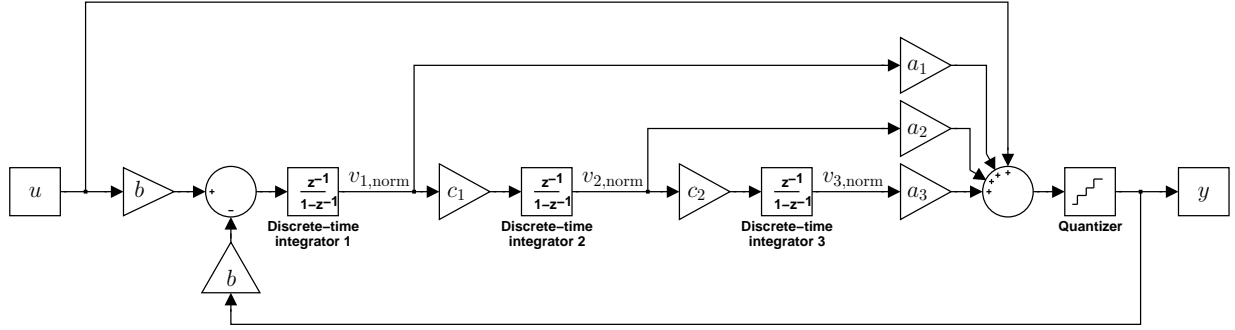 a₁
a₂
u
b
+
-
z⁻¹
1−z⁻¹
v₁,norm
c₁
z⁻¹
1−z⁻¹
v₂,norm
c₂
z⁻¹
1−z⁻¹
v₃,norm
a₃
+
+
+
+
y
Discrete−time
integrator 1
Discrete−time
integrator 2
Discrete−time
integrator 3
Quantizer
b